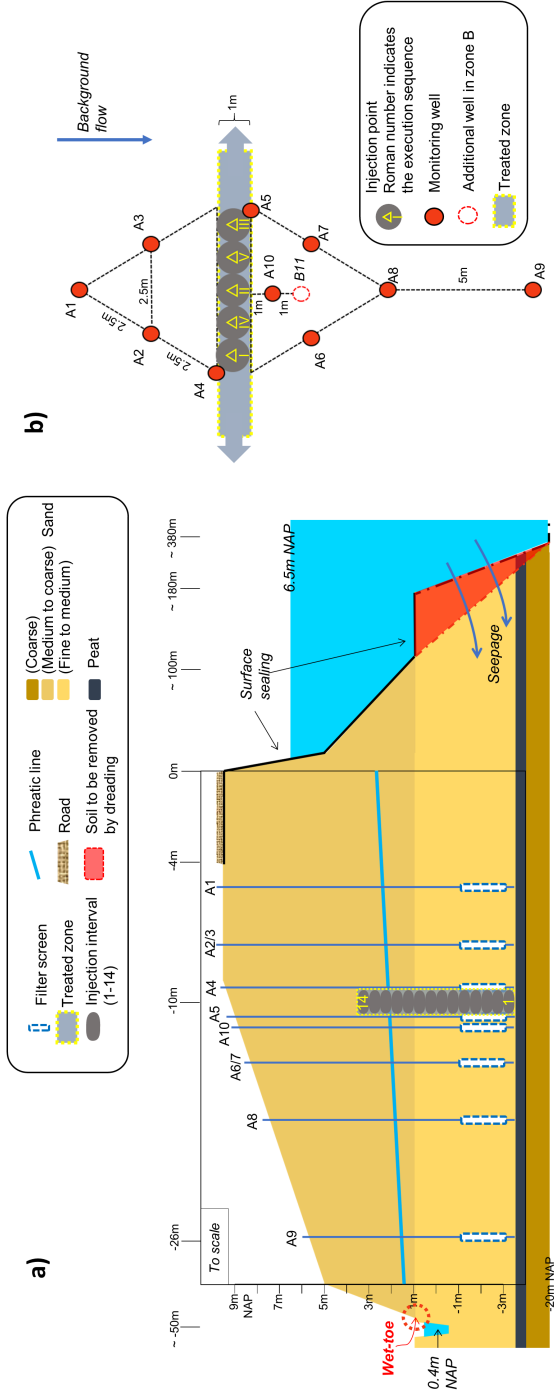 a)
Filter screen
Treated zone
Injection interval
(1-14)
Phreatic line
Road
Soil to be removed
by dreading
(Coarse)
(Medium to coarse) Sand
(Fine to medium)
Peat
~ -50m
-26m
-10m
-4m
0m
~ 100m
~ 180m
~ 380m
To scale
A9
A8
A6/7
A10
A5
A4
A2/3
A1
Surface
sealing
6.5m NAP
9m
NAP
7m
5m
3m
1m
-1m
-3m
-20m NAP
14
1
Wet-toe
0.4m
NAP
Seepage
b)
Background
flow
A1
A2
A3
2.5m
2.5m
2.5m
A4
A5
1m
I
IV
II
V
III
1m
1m
A10
B11
A6
A7
A8
5m
A9
Injection point
Roman number indicates
the execution sequence
I
Monitoring well
Additional well in zone B
Treated zone